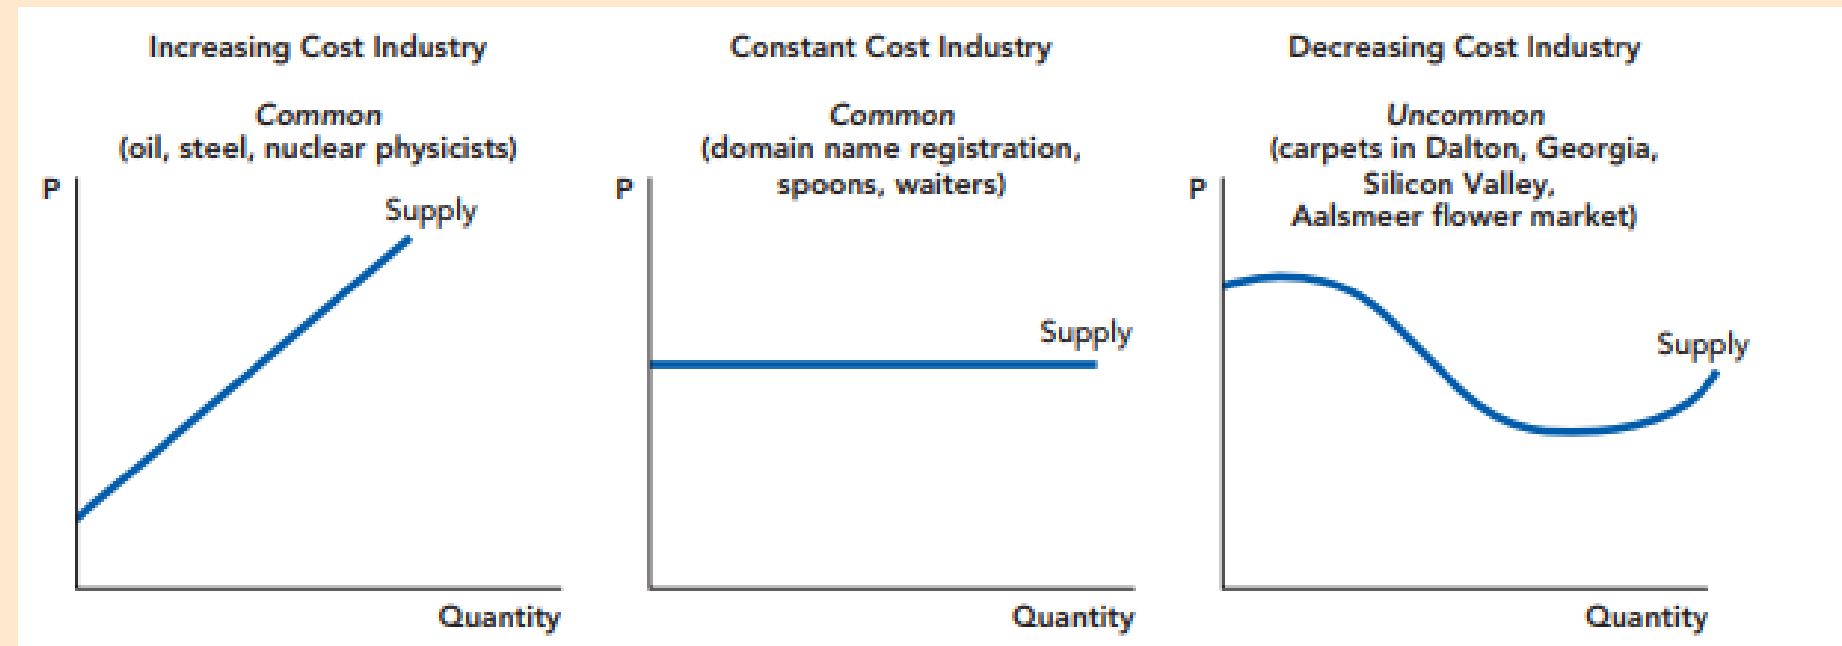 Increasing Cost Industry
Common
(oil, steel, nuclear physicists)
P
Supply
Quantity
Constant Cost Industry
Common
(domain name registration,
spoons, waiters)
P
Supply
Quantity
Decreasing Cost Industry
Uncommon
(carpets in Dalton, Georgia,
Silicon Valley,
Aalsmeer flower market)
P
Supply
Quantity